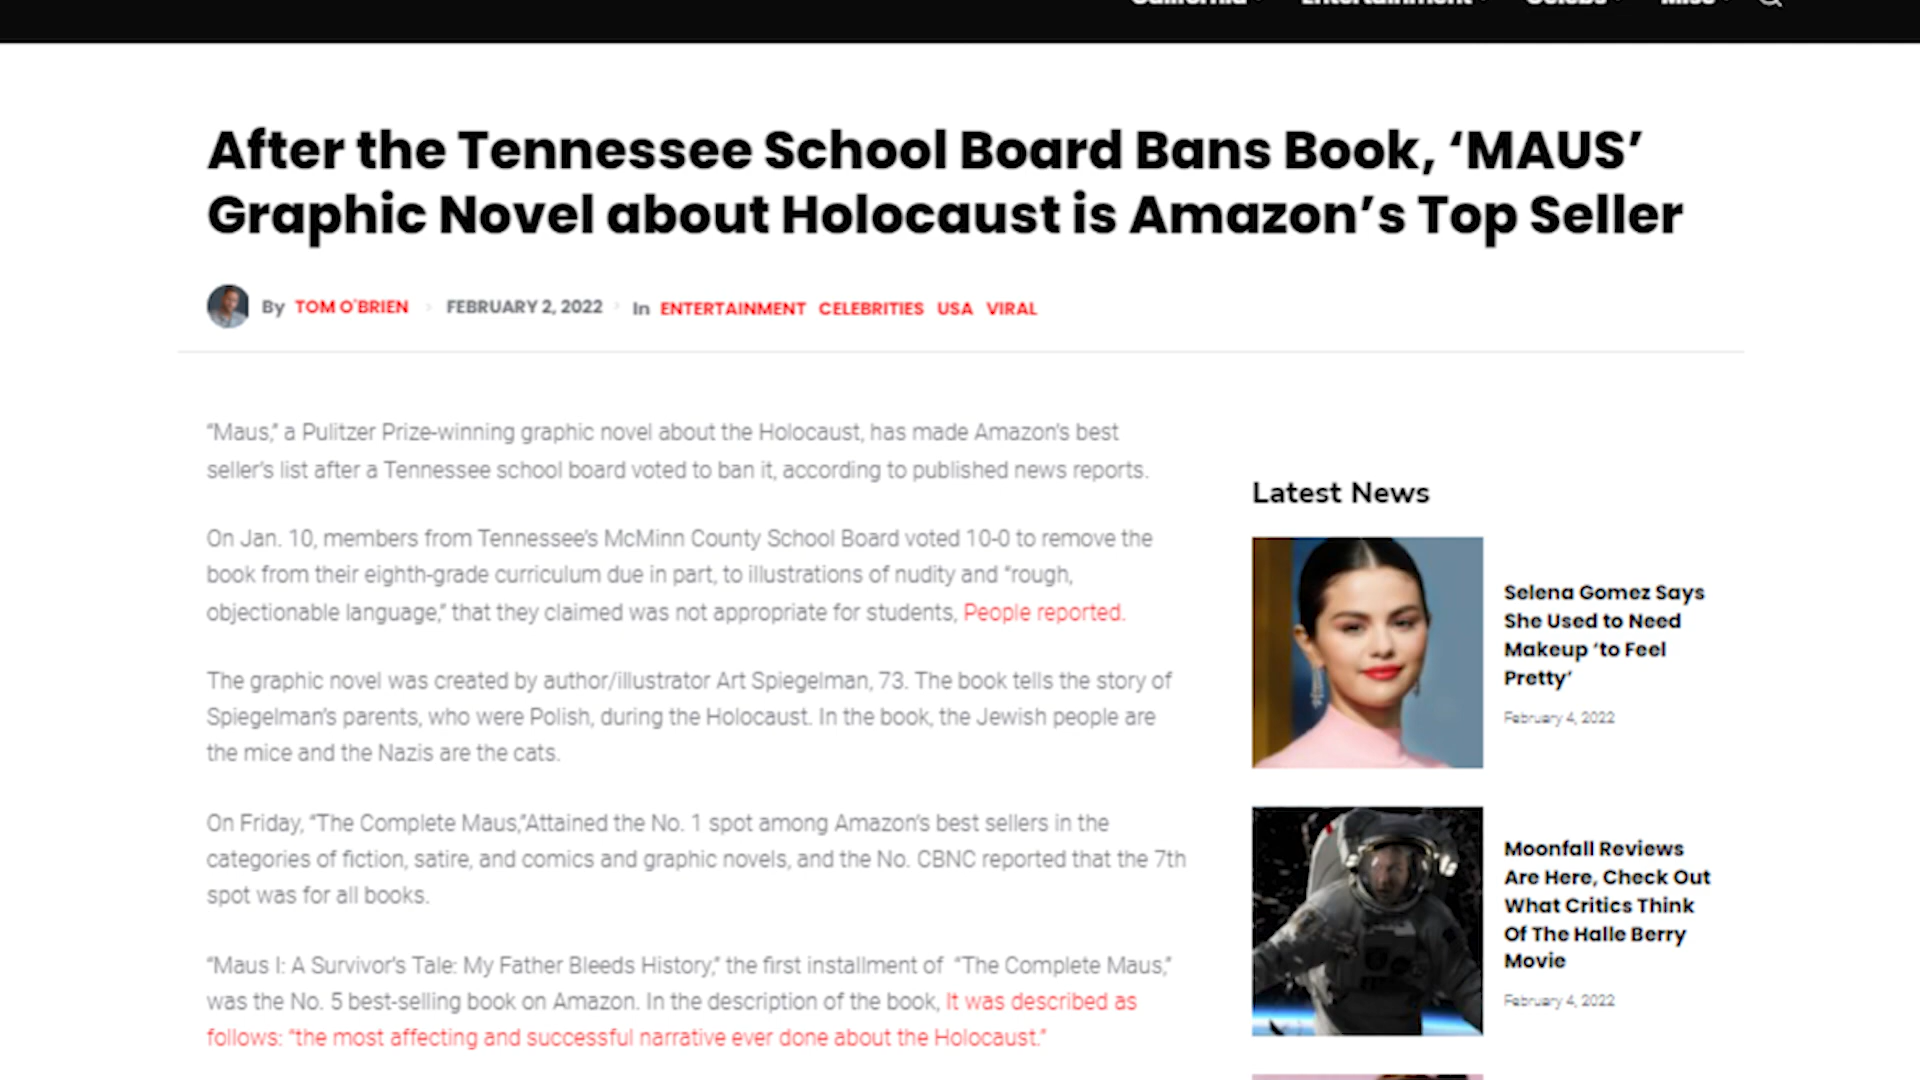 California Entertainment Celebs Misc
After the Tennessee School Board Bans Book, ‘MAUS’
Graphic Novel about Holocaust is Amazon’s Top Seller
By TOM O'BRIEN FEBRUARY 2, 2022 In ENTERTAINMENT CELEBRITIES USA VIRAL
“Maus,” a Pulitzer Prize-winning graphic novel about the Holocaust, has made Amazon’s best
seller’s list after a Tennessee school board voted to ban it, according to published news reports.
On Jan. 10, members from Tennessee’s McMinn County School Board voted 10-0 to remove the
book from their eighth-grade curriculum due in part, to illustrations of nudity and “rough,
objectionable language,” that they claimed was not appropriate for students, People reported.
The graphic novel was created by author/illustrator Art Spiegelman, 73. The book tells the story of
Spiegelman’s parents, who were Polish, during the Holocaust. In the book, the Jewish people are
the mice and the Nazis are the cats.
On Friday, “The Complete Maus,”Attained the No. 1 spot among Amazon’s best sellers in the
categories of fiction, satire, and comics and graphic novels, and the No. CBNC reported that the 7th
spot was for all books.
“Maus I: A Survivor’s Tale: My Father Bleeds History,” the first installment of “The Complete Maus,”
was the No. 5 best-selling book on Amazon. In the description of the book, It was described as
follows: “the most affecting and successful narrative ever done about the Holocaust.”
Latest News
Selena Gomez Says
She Used to Need
Makeup ‘to Feel
Pretty’
February 4, 2022
Moonfall Reviews
Are Here, Check Out
What Critics Think
Of The Halle Berry
Movie
February 4, 2022